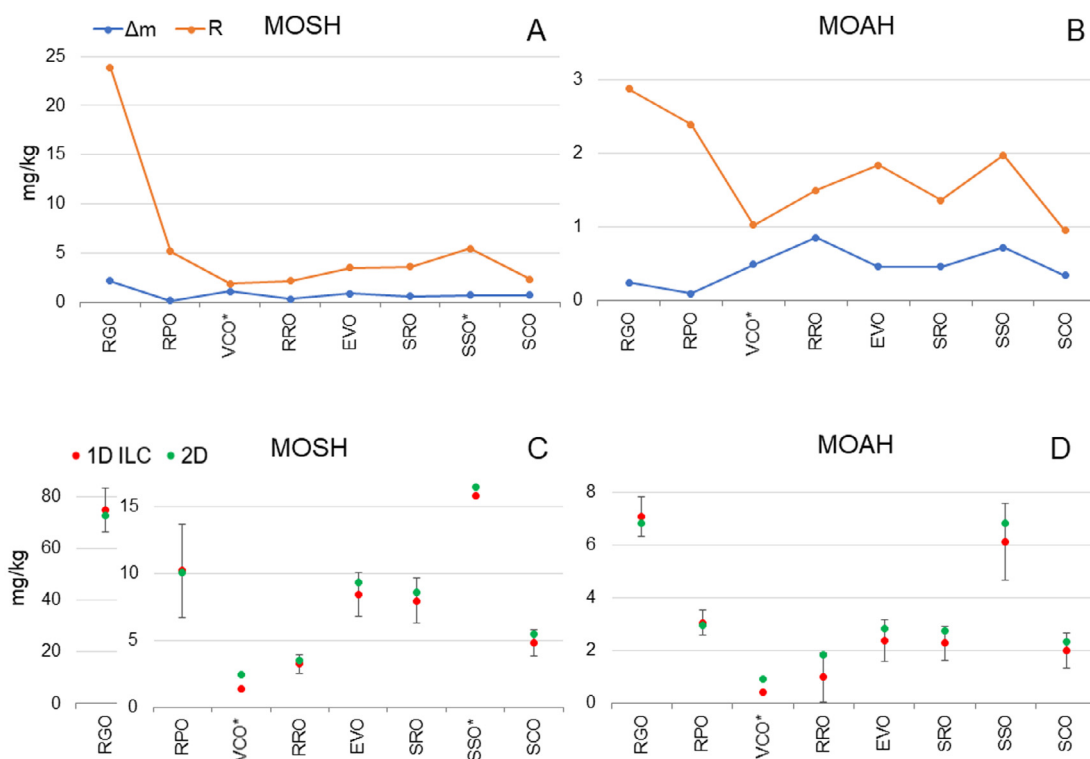 Δm R MOSH A
25
20
15
10
5
0
mg/kg
RGO RPO VCO* RRO EVO SRO SSO* SCO
MOAH B
3
2
1
0
RGO RPO VCO* RRO EVO SRO SSO SCO
1D ILC 2D MOSH C
80
60
40
20
0
mg/kg
15
10
5
0
RGO RPO VCO* RRO EVO SRO SSO* SCO
MOAH D
8
6
4
2
0
RGO RPO VCO* RRO EVO SRO SSO SCO